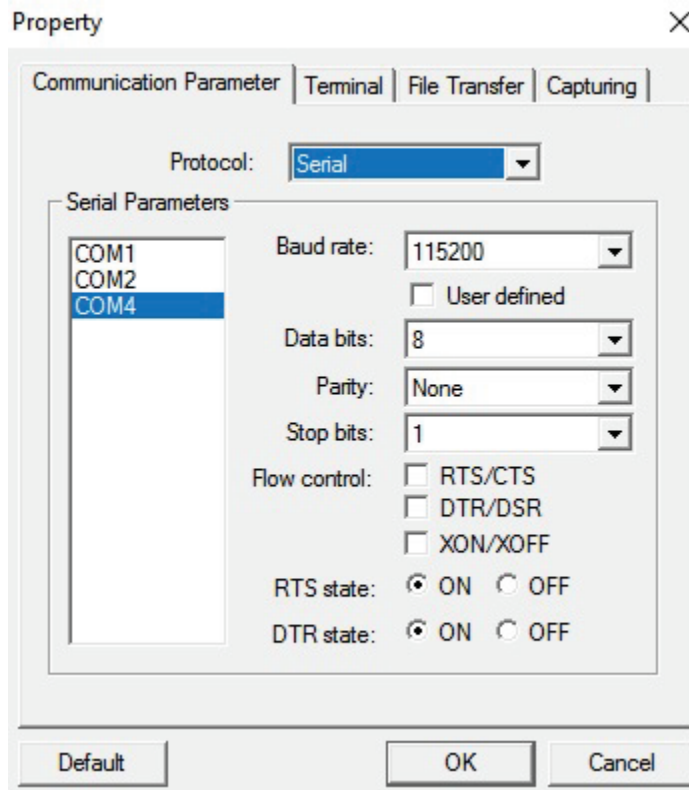 Property
Communication Parameter Terminal File Transfer Capturing
Protocol: Serial
Serial Parameters
COM1
COM2
COM4
Baud rate: 115200
User defined
Data bits: 8
Parity: None
Stop bits: 1
Flow control: RTS/CTS
DTR/DSR
XON/XOFF
RTS state: ON OFF
DTR state: ON OFF
Default OK Cancel